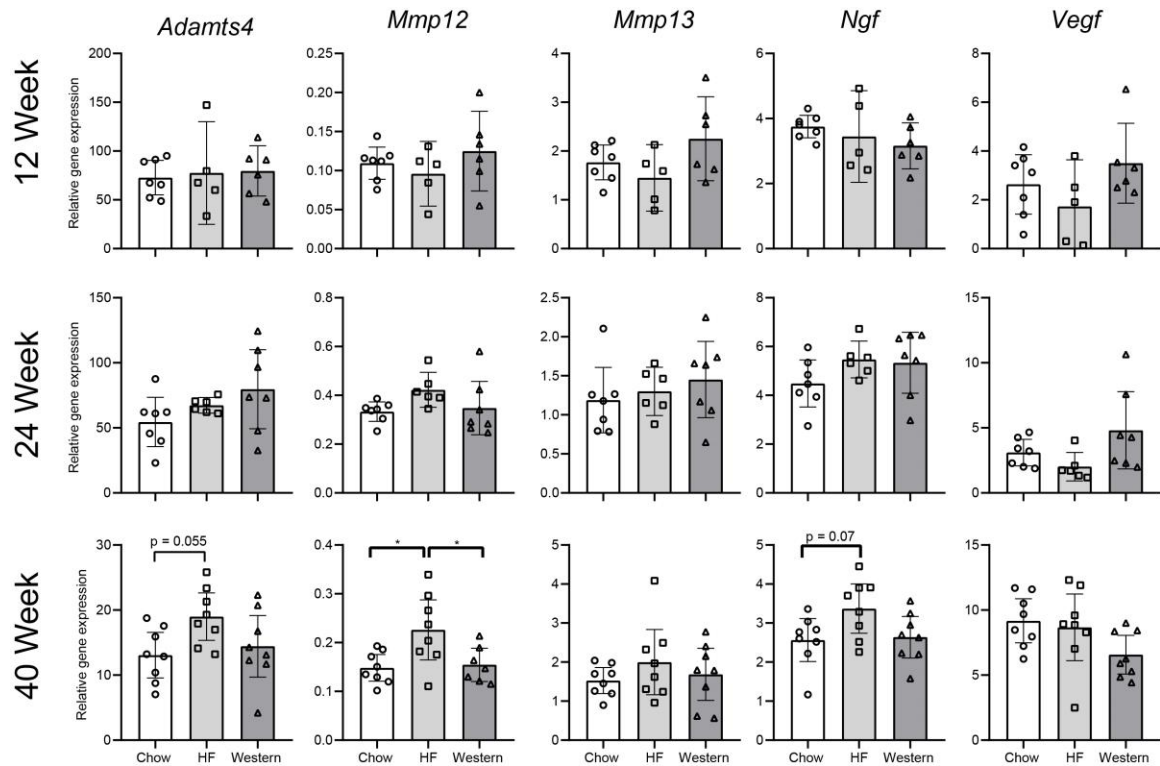 Adamts4 Mmp12 Mmp13 Ngf Vegf
12 Week
Relative gene expression
200 0.25 4 6 8
150 0.20 3 4 6
100 0.15 2 2 4
50 0.10 1 0 2
0 0.05 0 0
0.00
24 Week
Relative gene expression
150 0.8 2.5 8 15
100 0.6 2.0 6 10
50 0.4 1.5 4 5
0 0.2 1.0 2 0
0.0 0.5 0
0.0
40 Week
Relative gene expression
p = 0.055 * * p = 0.07
30 0.4 5 5 15
20 0.3 4 4 10
10 0.2 3 3 5
0 0.1 2 2 0
0.0 1 1
0 0
Chow HF Western Chow HF Western Chow HF Western Chow HF Western Chow HF Western